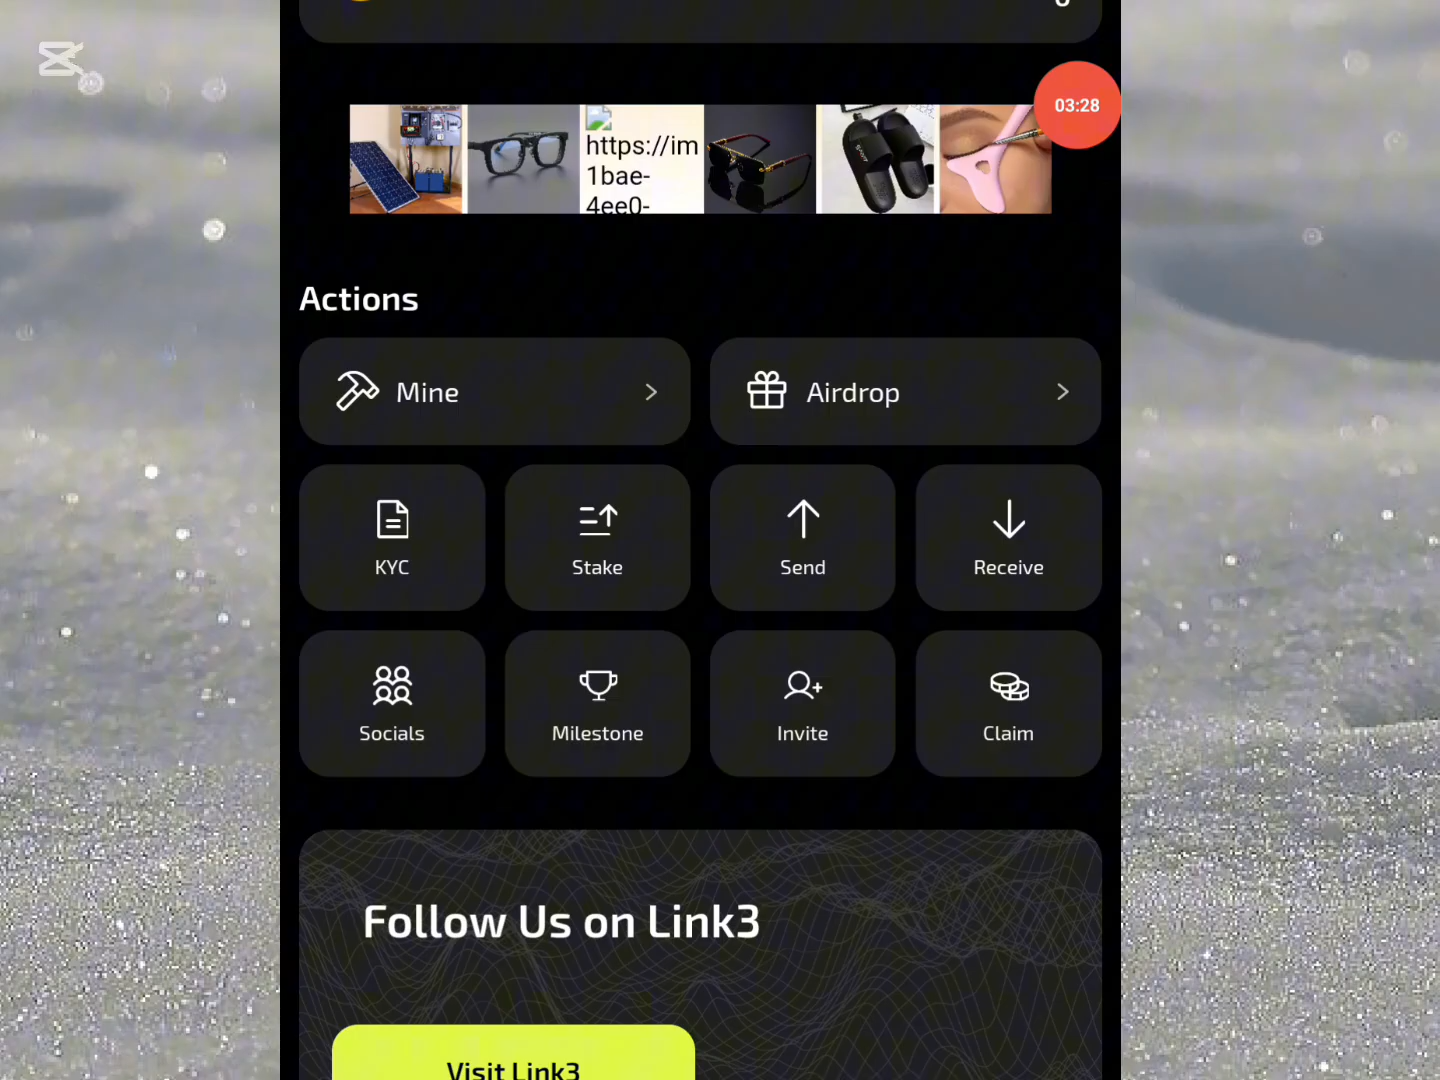 03:28
https://im
1bae-
4ee0-
Actions
Mine
Airdrop
KYC
Stake
Send
Receive
Socials
Milestone
Invite
Claim
Follow Us on Link3
Visit Link3